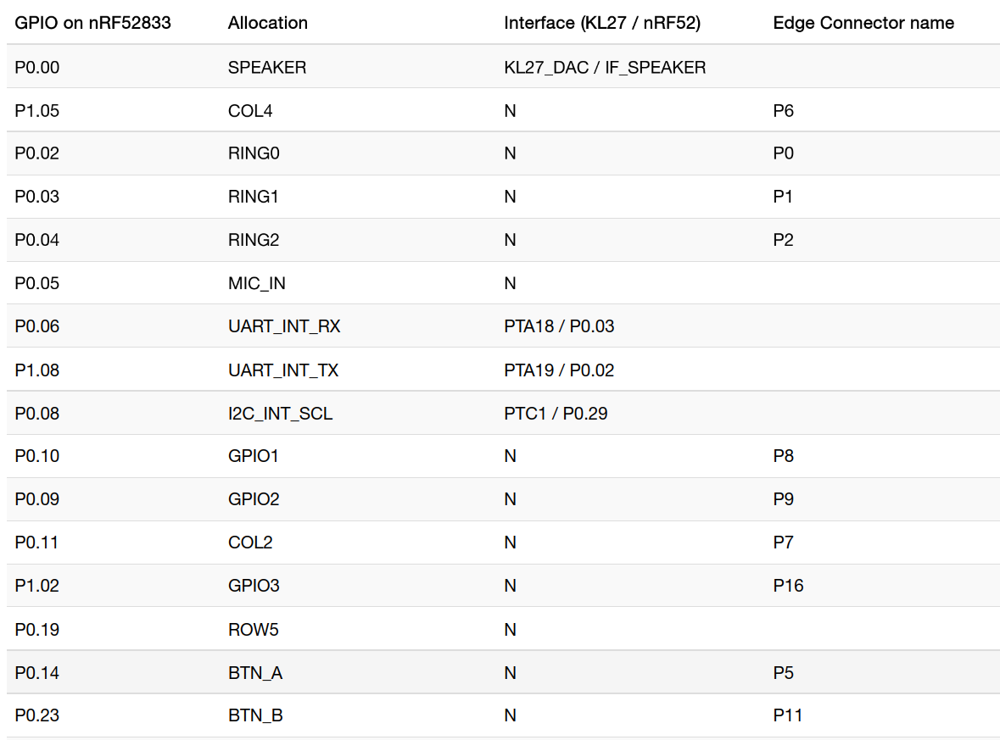 GPIO on nRF52833 Allocation Interface (KL27 / nRF52) Edge Connector name
P0.00 SPEAKER KL27_DAC / IF_SPEAKER
P1.05 COL4 N P6
P0.02 RING0 N P0
P0.03 RING1 N P1
P0.04 RING2 N P2
P0.05 MIC_IN N
P0.06 UART_INT_RX PTA18 / P0.03
P1.08 UART_INT_TX PTA19 / P0.02
P0.08 I2C_INT_SCL PTC1 / P0.29
P0.10 GPIO1 N P8
P0.09 GPIO2 N P9
P0.11 COL2 N P7
P1.02 GPIO3 N P16
P0.19 ROW5 N
P0.14 BTN_A N P5
P0.23 BTN_B N P11